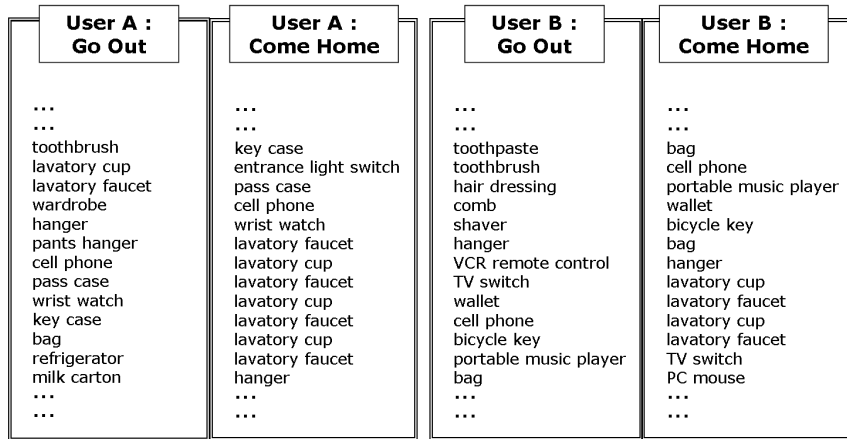 User A :
Go Out
...
...
toothbrush
lavatory cup
lavatory faucet
wardrobe
hanger
pants hanger
cell phone
pass case
wrist watch
key case
bag
refrigerator
milk carton
...
...
User A :
Come Home
...
...
key case
entrance light switch
pass case
cell phone
wrist watch
lavatory faucet
lavatory cup
lavatory faucet
lavatory cup
lavatory faucet
lavatory cup
lavatory faucet
hanger
...
...
User B :
Go Out
...
...
toothpaste
toothbrush
hair dressing
comb
shaver
hanger
VCR remote control
TV switch
wallet
cell phone
bicycle key
portable music player
bag
...
...
User B :
Come Home
...
...
bag
cell phone
portable music player
wallet
bicycle key
bag
hanger
lavatory cup
lavatory faucet
lavatory cup
lavatory faucet
TV switch
PC mouse
...
...